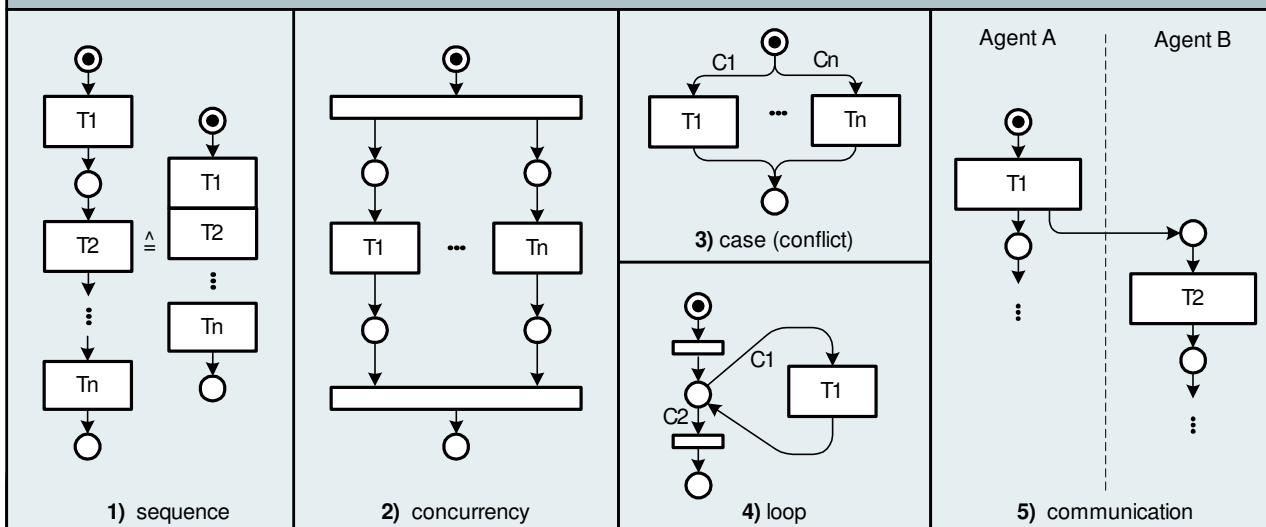 T1
T2
Tn
≙
T1
T2
Tn
1) sequence
T1
...
Tn
2) concurrency
C1
Cn
T1
...
Tn
3) case (conflict)
C1
T1
C2
4) loop
Agent A
Agent B
T1
T2
5) communication